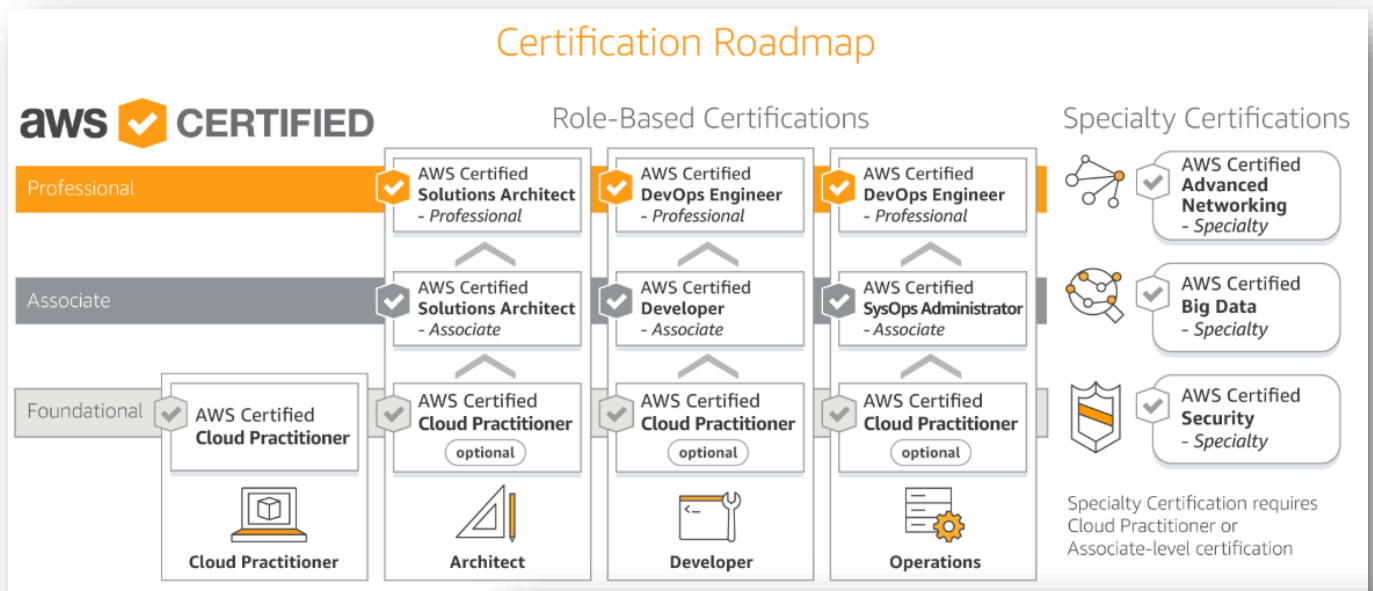 Certification Roadmap
aws CERTIFIED
Role-Based Certifications
Specialty Certifications
Professional
AWS Certified
Solutions Architect
- Professional
AWS Certified
DevOps Engineer
- Professional
AWS Certified
DevOps Engineer
- Professional
AWS Certified
Advanced
Networking
- Specialty
Associate
AWS Certified
Solutions Architect
- Associate
AWS Certified
Developer
- Associate
AWS Certified
SysOps Administrator
- Associate
AWS Certified
Big Data
- Specialty
Foundational
AWS Certified
Cloud Practitioner
AWS Certified
Cloud Practitioner
optional
AWS Certified
Cloud Practitioner
optional
AWS Certified
Cloud Practitioner
optional
AWS Certified
Security
- Specialty
Cloud Practitioner
Architect
Developer
Operations
Specialty Certification requires
Cloud Practitioner or
Associate-level certification